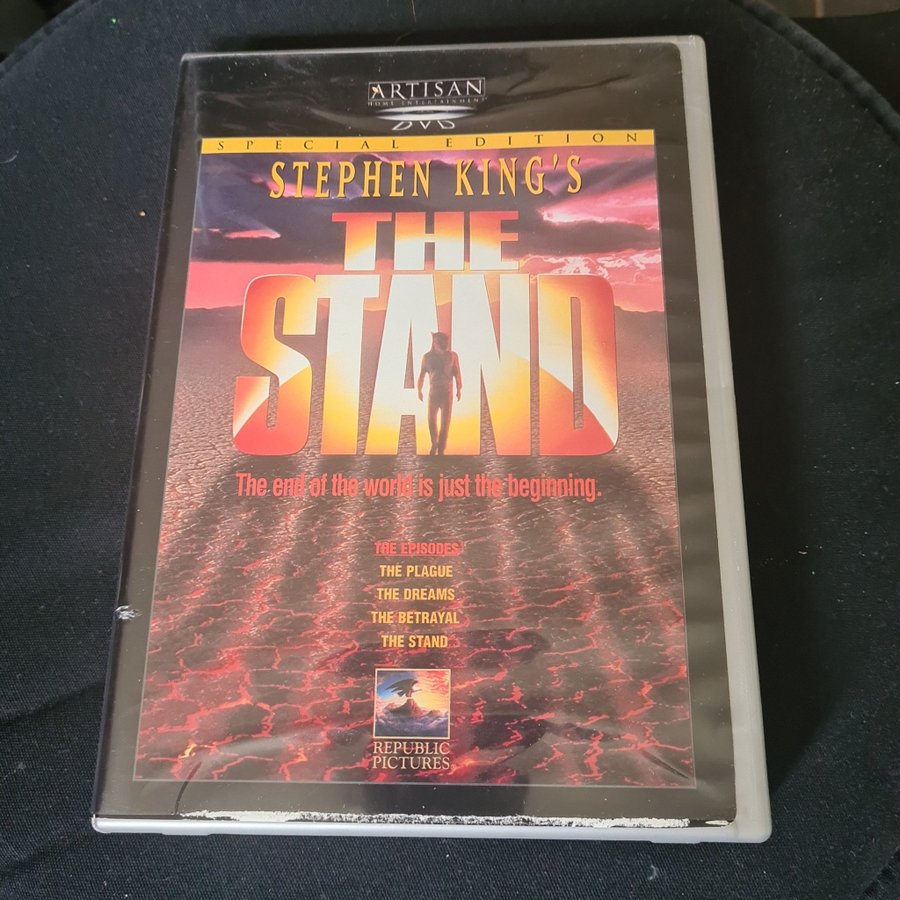 ARTISAN
HOME ENTERTAINMENT
DVD
SPECIAL EDITION
STEPHEN KING'S
THE
STAND
The end of the world is just the beginning.
THE EPISODES:
THE PLAGUE
THE DREAMS
THE BETRAYAL
THE STAND
REPUBLIC
PICTURES